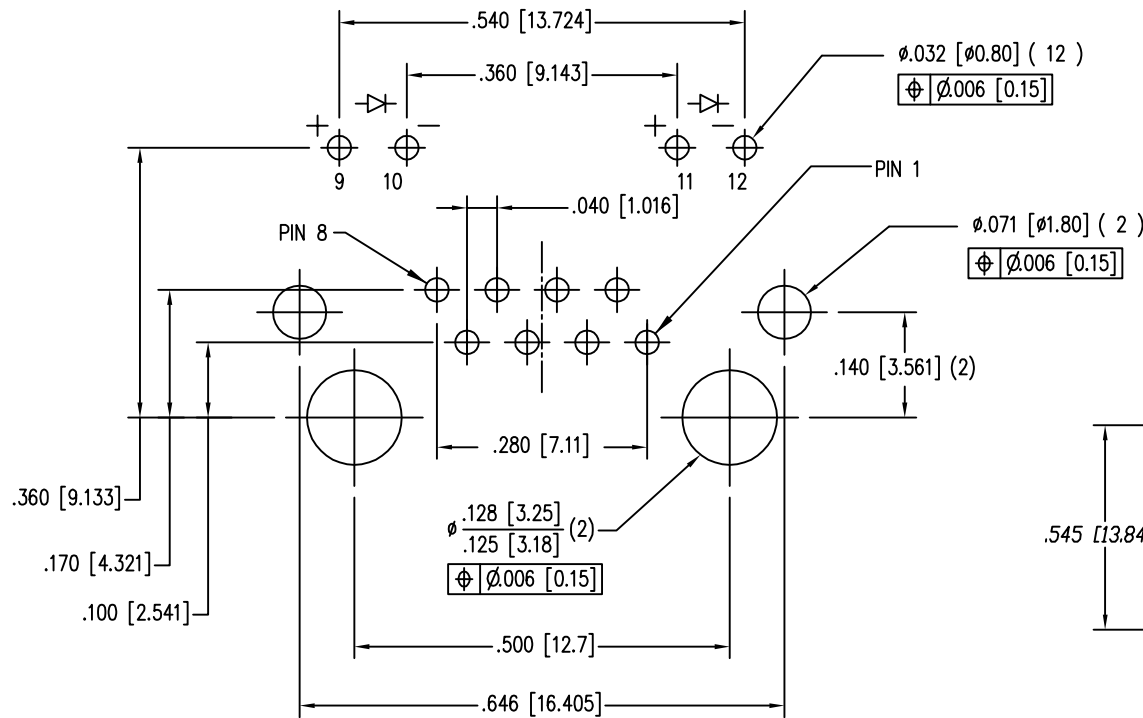 .540 [13.724]
ø.032 [ø0.80] ( 12 )
.360 [9.143]
⌖ Ø.006 [0.15]
+ − + −
9 10 11 12
PIN 1
.040 [1.016]
PIN 8
ø.071 [ø1.80] ( 2 )
⌖ Ø.006 [0.15]
.140 [3.561] (2)
.280 [7.11]
.360 [9.133]
ø .128 [3.25] (2)
.125 [3.18]
.545 [13.84
.170 [4.321]
⌖ Ø.006 [0.15]
.100 [2.541]
.500 [12.7]
.646 [16.405]